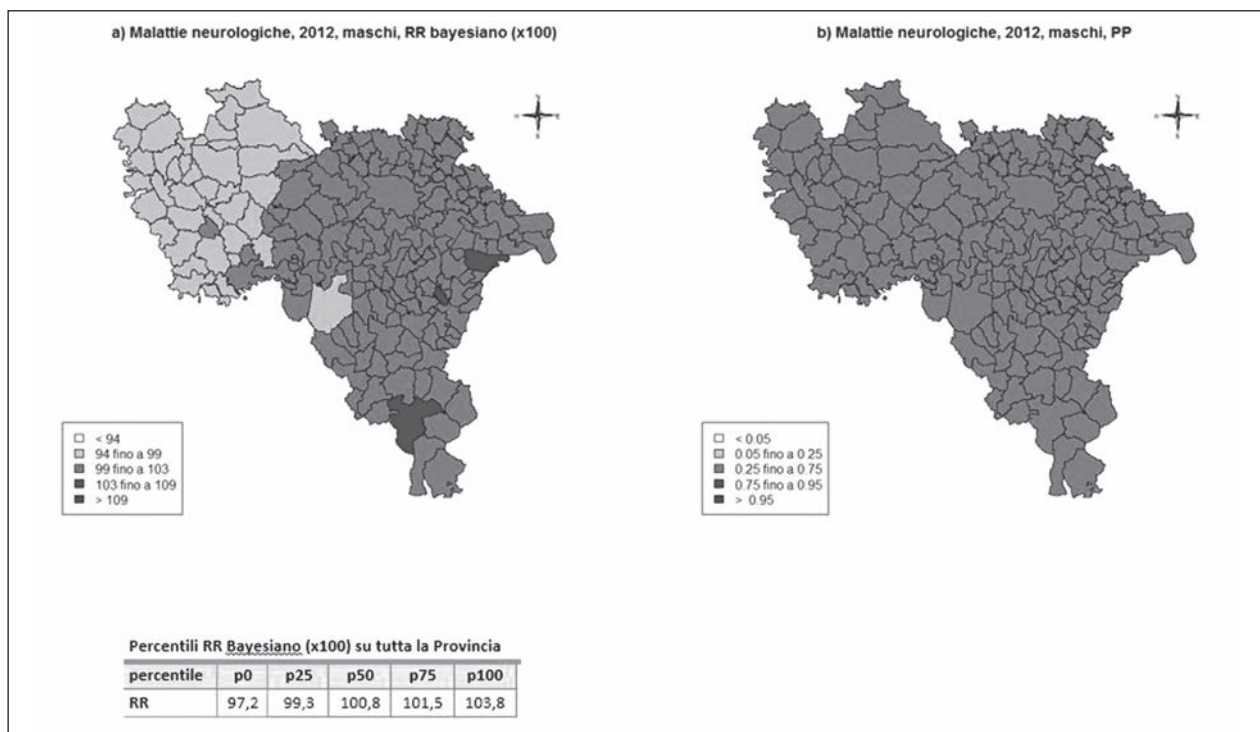 a) Malattie neurologiche, 2012, maschi, RR bayesiano (x100)
b) Malattie neurologiche, 2012, maschi, PP
< 94
94 fino a 99
99 fino a 103
103 fino a 109
> 109
< 0.05
0.05 fino a 0.25
0.25 fino a 0.75
0.75 fino a 0.95
> 0.95
Percentili RR Bayesiano (x100) su tutta la Provincia
percentile p0 p25 p50 p75 p100
RR 97,2 99,3 100,8 101,5 103,8